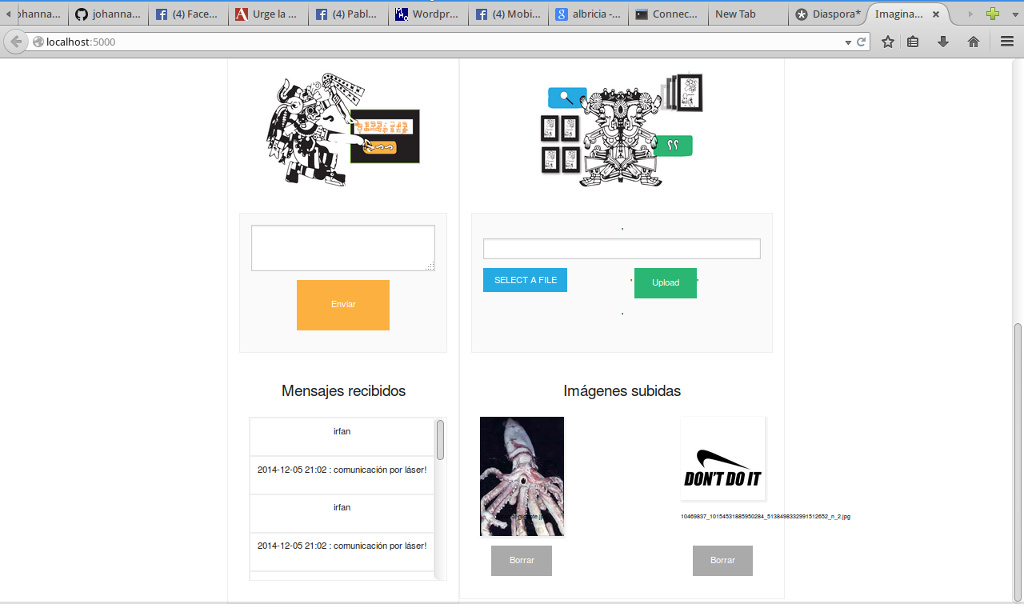 ohanna...
johanna...
(4) Face...
Urge la ...
(4) Pabl...
Wordpr...
(4) Mobi...
albricia -...
Connec...
New Tab
Diaspora*
Imagina...
localhost:5000
Enviar
SELECT A FILE
Upload
Mensajes recibidos
Imágenes subidas
irfan
2014-12-05 21:02 : comunicación por láser!
irfan
2014-12-05 21:02 : comunicación por láser!
DON'T DO IT
10469837_10154531885950284_5138498332991512652_n_2.jpg
Borrar
Borrar